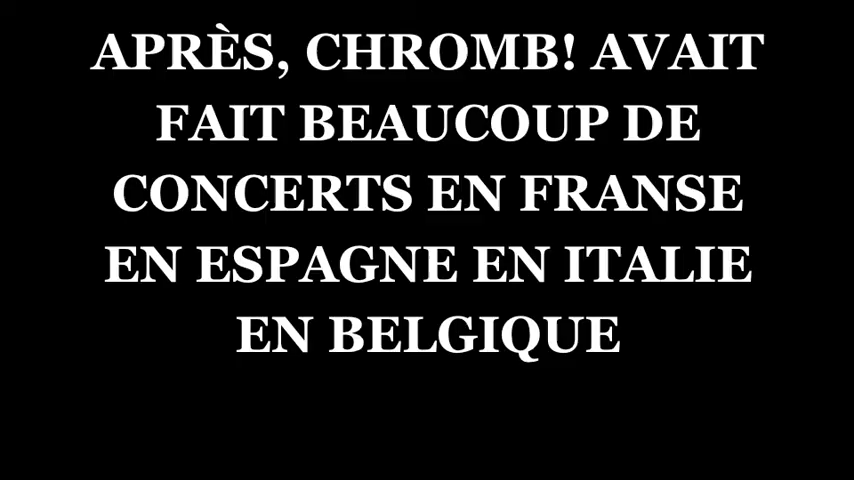 APRÈS, CHROMB! AVAIT
FAIT BEAUCOUP DE
CONCERTS EN FRANSE
EN ESPAGNE EN ITALIE
EN BELGIQUE